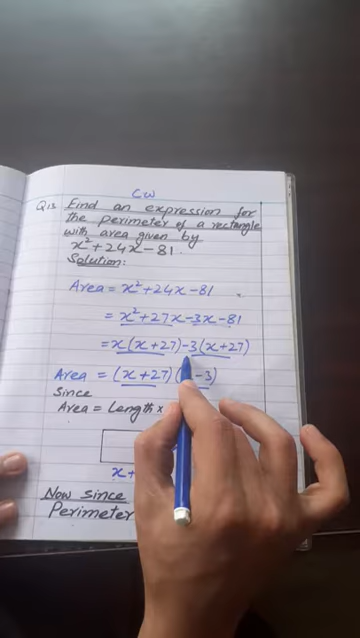 CW
Q13 Find an expression for
the perimeter of a rectangle
with area given by
x² + 24x - 81.
Solution:
Area = x² + 24x - 81
= x² + 27x - 3x - 81
= x(x + 27) - 3(x + 27)
Area = (x + 27)( - 3)
Since
Area = Length ×
x +
Now since
Perimeter